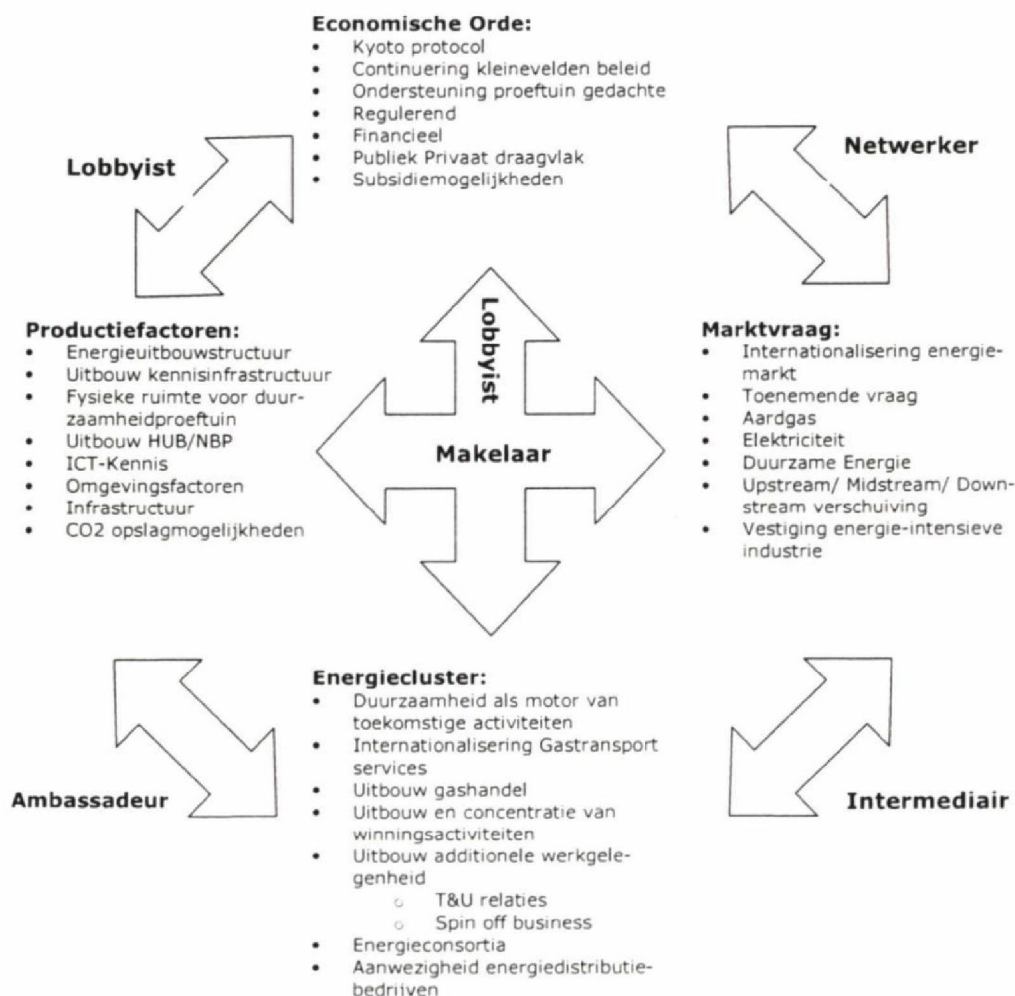 Economische Orde:
• Kyoto protocol
• Continuering kleinevelden beleid
• Ondersteuning proeftuin gedachte
• Regulerend
• Financieel
• Publiek Privaat draagvlak
• Subsidiemogelijkheden
Lobbyist
Netwerker
Productiefactoren:
• Energieuitbouwstructuur
• Uitbouw kennisinfrastructuur
• Fysieke ruimte voor duur-
zaamheidproeftuin
• Uitbouw HUB/NBP
• ICT-Kennis
• Omgevingsfactoren
• Infrastructuur
• CO2 opslagmogelijkheden
Lobbyist
Makelaar
Marktvraag:
• Internationalisering energie-
markt
• Toenemende vraag
• Aardgas
• Elektriciteit
• Duurzame Energie
• Upstream/ Midstream/ Down-
stream verschuiving
• Vestiging energie-intensieve
industrie
Energiecluster:
• Duurzaamheid als motor van
toekomstige activiteiten
• Internationalisering Gastransport
services
• Uitbouw gashandel
• Uitbouw en concentratie van
winningsactiviteiten
• Uitbouw additionele werkgele-
genheid
○ T&U relaties
○ Spin off business
• Energieconsortia
• Aanwezigheid energiedistributie-
bedrijven
Ambassadeur
Intermediair